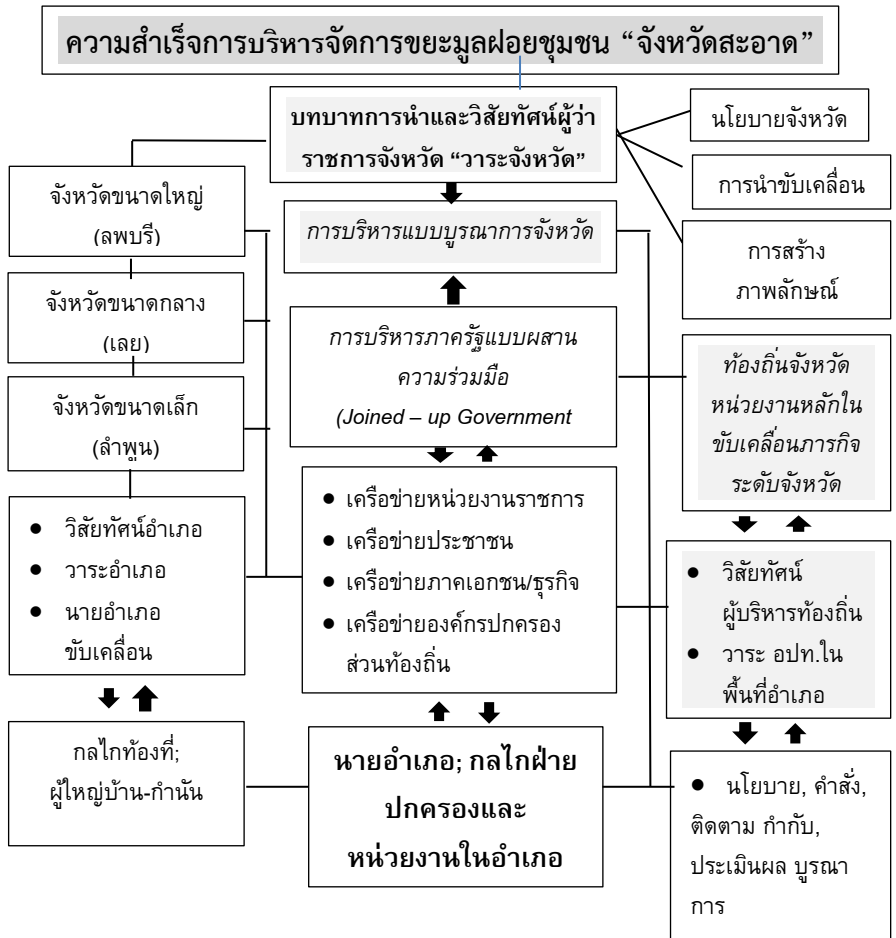 ความสำเร็จการบริหารจัดการขยะมูลฝอยชุมชน “จังหวัดสะอาด”
บทบาทการนำและวิสัยทัศน์ผู้ว่า
ราชการจังหวัด “วาระจังหวัด”
นโยบายจังหวัด
การนำขับเคลื่อน
การสร้าง
ภาพลักษณ์
จังหวัดขนาดใหญ่
(ลพบรี)
การบริหารแบบบูรณาการจังหวัด
จังหวัดขนาดกลาง
(เลย)
การบริหารภาครัฐแบบผสาน
ความร่วมมือ
(Joined – up Government
ท้องถิ่นจังหวัด
หน่วยงานหลักใน
ขับเคลื่อนภารกิจ
ระดับจังหวัด
จังหวัดขนาดเล็ก
(ลำพูน)
● วิสัยทัศน์อำเภอ
● วาระอำเภอ
● นายอำเภอ
ขับเคลื่อน
● เครือข่ายหน่วยงานราชการ
● เครือข่ายประชาชน
● เครือข่ายภาคเอกชน/ธุรกิจ
● เครือข่ายองค์กรปกครอง
ส่วนท้องถิ่น
● วิสัยทัศน์
ผู้บริหารท้องถิ่น
● วาระ อปท.ใน
พื้นที่อำเภอ
กลไกท้องที่;
ผู้ใหญ่บ้าน-กำนัน
นายอำเภอ; กลไกฝ่าย
ปกครองและ
หน่วยงานในอำเภอ
● นโยบาย, คำสั่ง,
ติดตาม กำกับ,
ประเมินผล บูรณา
การ